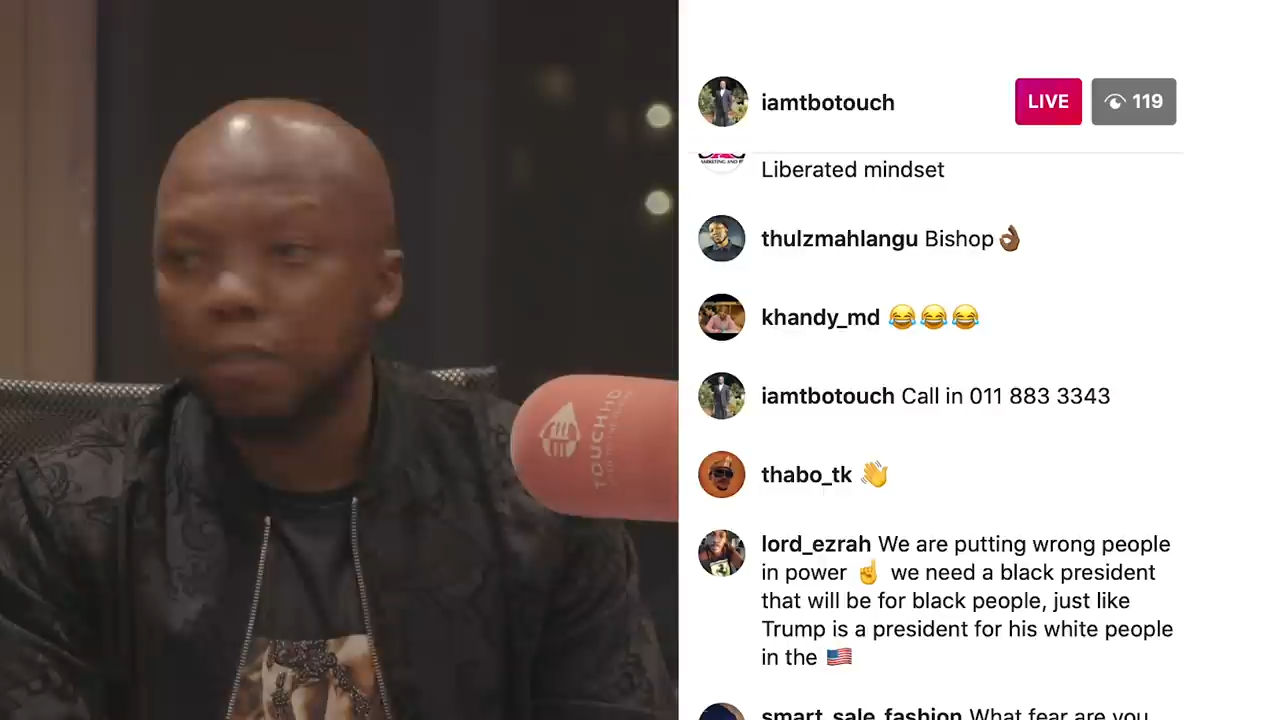 iamtbotouch
LIVE
119
Liberated mindset
thulzmahlangu Bishop👌🏾
khandy_md 😂😂😂
iamtbotouch Call in 011 883 3343
thabo_tk 👋
lord_ezrah We are putting wrong people
in power ☝️ we need a black president
that will be for black people, just like
Trump is a president for his white people
in the 🇺🇸
smart_sale_fashion What fear are you
TOUCHHD